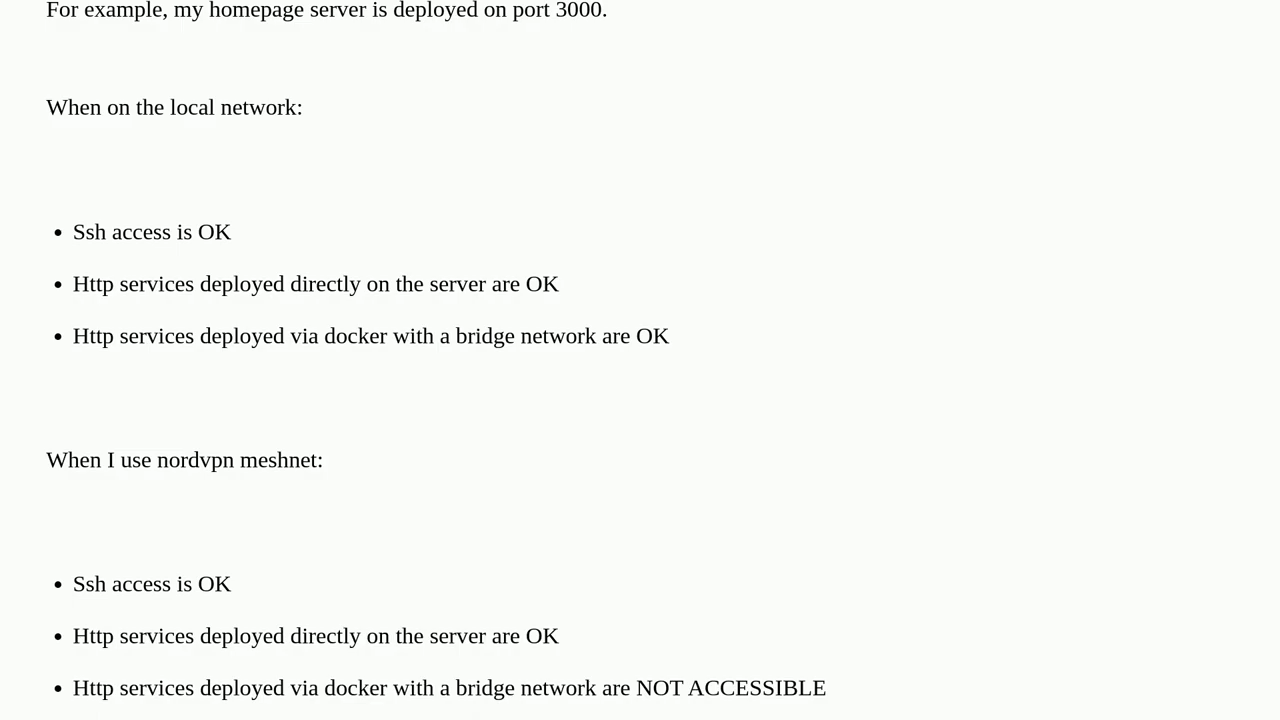 For example, my homepage server is deployed on port 3000.
When on the local network:
• Ssh access is OK
• Http services deployed directly on the server are OK
• Http services deployed via docker with a bridge network are OK
When I use nordvpn meshnet:
• Ssh access is OK
• Http services deployed directly on the server are OK
• Http services deployed via docker with a bridge network are NOT ACCESSIBLE